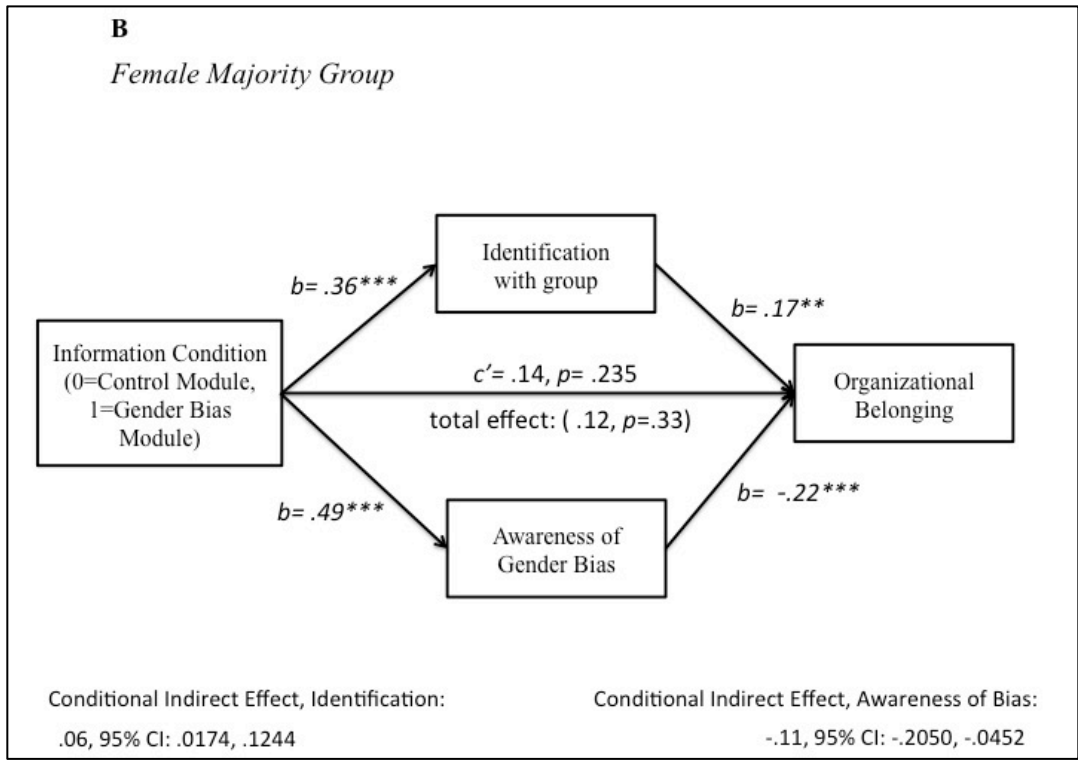 B
Female Majority Group
Identification
with group
b= .36***
b= .17**
Information Condition
(0=Control Module,
1=Gender Bias
Module)
c’= .14, p= .235
total effect: ( .12, p=.33)
Organizational
Belonging
b= .49***
b= -.22***
Awareness of
Gender Bias
Conditional Indirect Effect, Identification:
.06, 95% CI: .0174, .1244
Conditional Indirect Effect, Awareness of Bias:
-.11, 95% CI: -.2050, -.0452